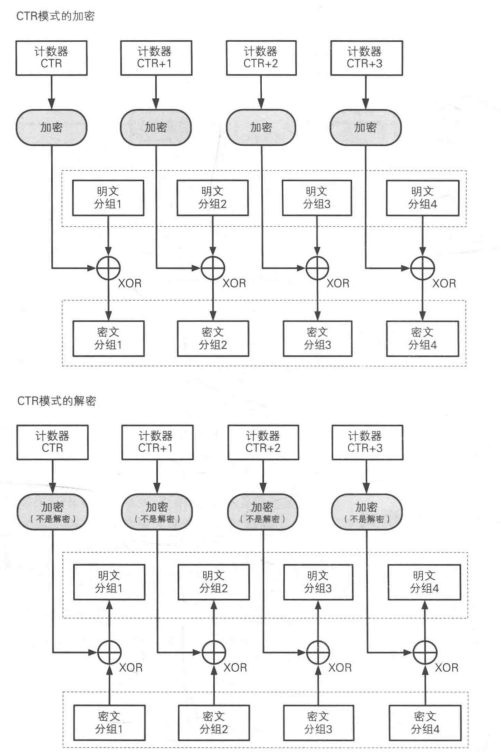 CTR模式的加密
计数器 计数器 计数器 计数器
CTR CTR+1 CTR+2 CTR+3
加密 加密 加密 加密
明文 明文 明文 明文
分组1 分组2 分组3 分组4
XOR XOR XOR XOR
密文 密文 密文 密文
分组1 分组2 分组3 分组4
CTR模式的解密
计数器 计数器 计数器 计数器
CTR CTR+1 CTR+2 CTR+3
加密 加密 加密 加密
(不是解密) (不是解密) (不是解密) (不是解密)
明文 明文 明文 明文
分组1 分组2 分组3 分组4
XOR XOR XOR XOR
密文 密文 密文 密文
分组1 分组2 分组3 分组4